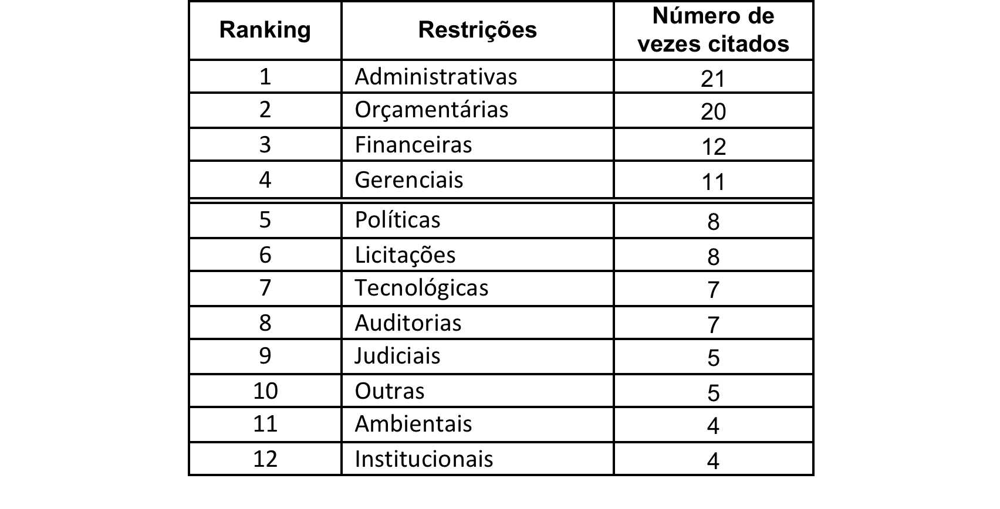 Ranking Restrições Número de vezes citados
1 Administrativas 21
2 Orçamentárias 20
3 Financeiras 12
4 Gerenciais 11
5 Políticas 8
6 Licitações 8
7 Tecnológicas 7
8 Auditorias 7
9 Judiciais 5
10 Outras 5
11 Ambientais 4
12 Institucionais 4